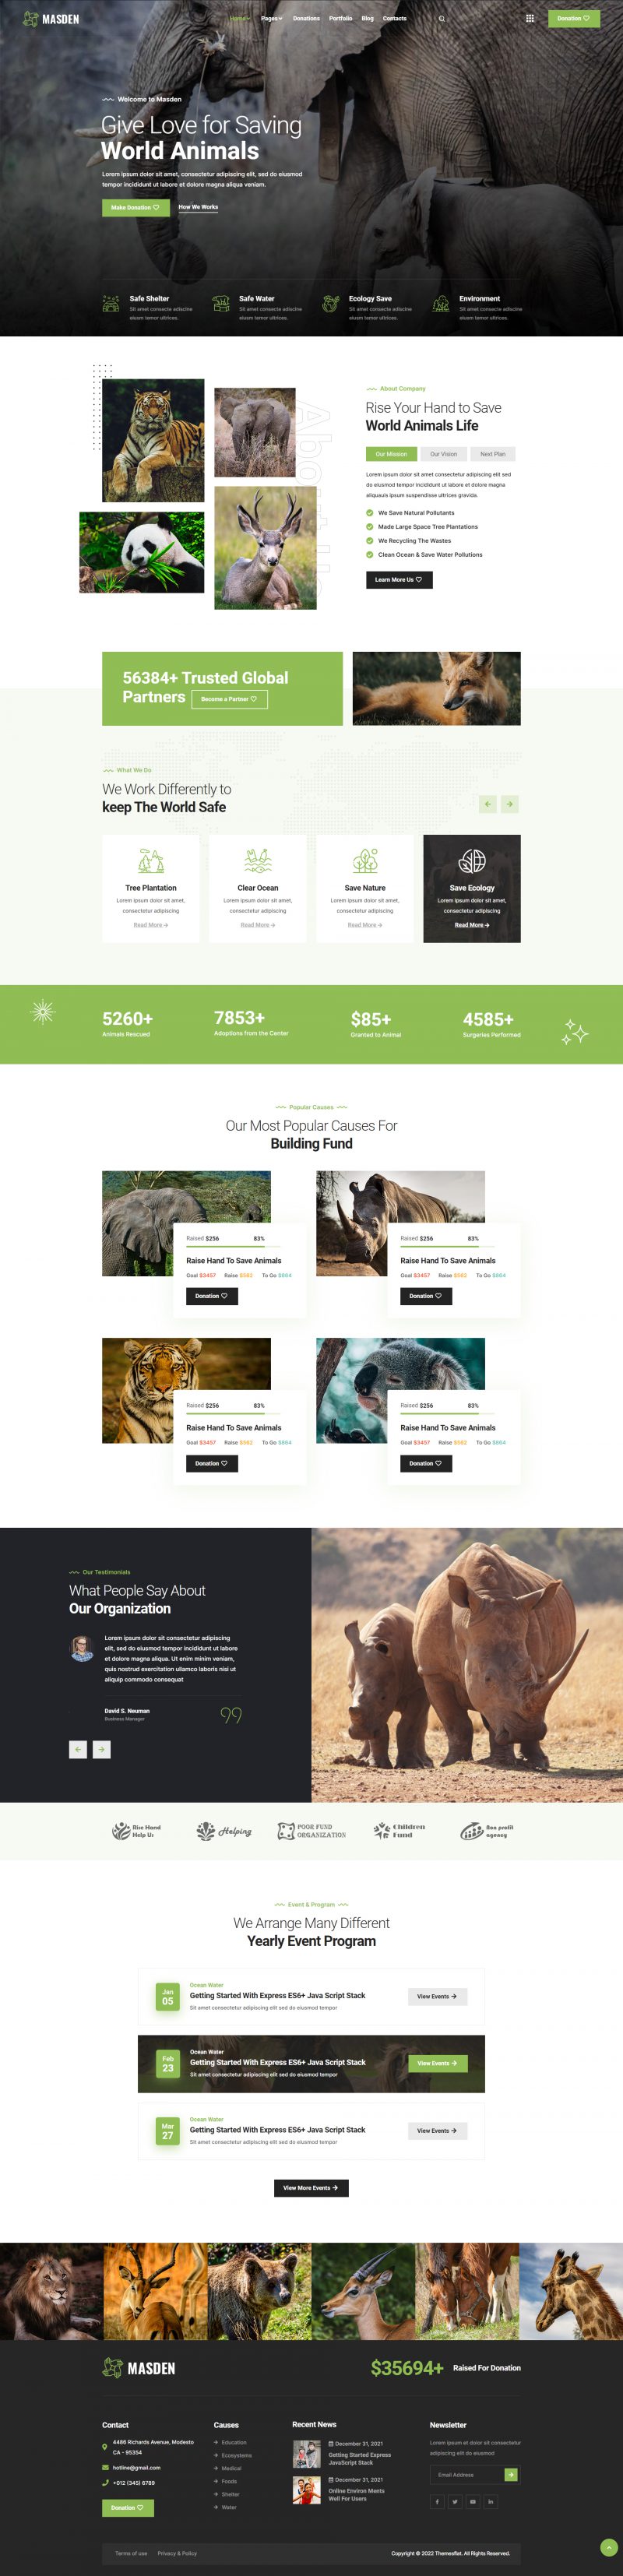 MASDEN
Home Pages Donations Portfolio Blog Contacts
Donation
Welcome to Masden
Give Love for Saving
World Animals
Lorem ipsum dolor sit amet, consectetur adipiscing elit, sed do eiusmod
tempor incididunt ut labore et dolore magna aliqua veniam.
Make Donation How We Works
Safe Shelter
Sit amet consecte adiscine
eiusm temor ultrices.
Safe Water
Sit amet consecte adiscine
eiusm temor ultrices.
Ecology Save
Sit amet consecte adiscine
eiusm temor ultrices.
Environment
Sit amet consecte adiscine
eiusm temor ultrices.
About Us
About Company
Rise Your Hand to Save
World Animals Life
Our Mission Our Vision Next Plan
Lorem ipsum dolor sit amet consectetur adipiscing elit sed
do eiusmod tempor incididunt ut labore et dolore magna
aliquauis ipsum suspendisse ultrices gravida.
We Save Natural Pollutants
Made Large Space Tree Plantations
We Recycling The Wastes
Clean Ocean & Save Water Pollutions
Learn More Us
56384+ Trusted Global
Partners Become a Partner
What We Do
We Work Differently to
keep The World Safe
Tree Plantation
Lorem ipsum dolor sit amet,
consectetur adipiscing
Read More
Clear Ocean
Lorem ipsum dolor sit amet,
consectetur adipiscing
Read More
Save Nature
Lorem ipsum dolor sit amet,
consectetur adipiscing
Read More
Save Ecology
Lorem ipsum dolor sit amet,
consectetur adipiscing
Read More
5260+
Animals Rescued
7853+
Adoptions from the Center
$85+
Granted to Animal
4585+
Surgeries Performed
Popular Causes
Our Most Popular Causes For
Building Fund
Raised $256 83%
Raise Hand To Save Animals
Goal $3457 Raise $582 To Go $864
Donation
Raised $256 83%
Raise Hand To Save Animals
Goal $3457 Raise $582 To Go $864
Donation
Raised $256 83%
Raise Hand To Save Animals
Goal $3457 Raise $582 To Go $864
Donation
Raised $256 83%
Raise Hand To Save Animals
Goal $3457 Raise $582 To Go $864
Donation
Our Testimonials
What People Say About
Our Organization
Lorem ipsum dolor sit consectetur adipiscing
elit, sed do eiusmod tempor incididunt ut labore
et dolore magna aliqua. Ut enim minim veniam,
quis nostrud exercitation ullamco laboris nisi ut
aliquip commodo consequat
David S. Neuman
Business Manager
Rise Hand
Help Us
Helping
POOR FUND
ORGANIZATION
Children
Fund
Non profit
agency
Event & Program
We Arrange Many Different
Yearly Event Program
Jan
05
Ocean Water
Getting Started With Express ES6+ Java Script Stack
Sit amet consectetur adipiscing elit sed do eiusmod tempor
View Events
Feb
23
Ocean Water
Getting Started With Express ES6+ Java Script Stack
Sit amet consectetur adipiscing elit sed do eiusmod tempor
View Events
Mar
27
Ocean Water
Getting Started With Express ES6+ Java Script Stack
Sit amet consectetur adipiscing elit sed do eiusmod tempor
View Events
View More Events
MASDEN
$35694+ Raised For Donation
Contact
4486 Richards Avenue, Modesto
CA - 95354
hotline@gmail.com
+012 (345) 6789
Donation
Causes
Education
Ecosystems
Madical
Foods
Shelter
Water
Recent News
December 31, 2021
Getting Started Express
JavaScript Stack
December 31, 2021
Online Environ Ments
Well For Users
Newsletter
Lorem ipsum et dolor sit consectetur
adipiscing elit do eiusmod
Email Address
Terms of use Privacy & Policy
Copyright © 2022 Themesflat. All Rights Reserved.